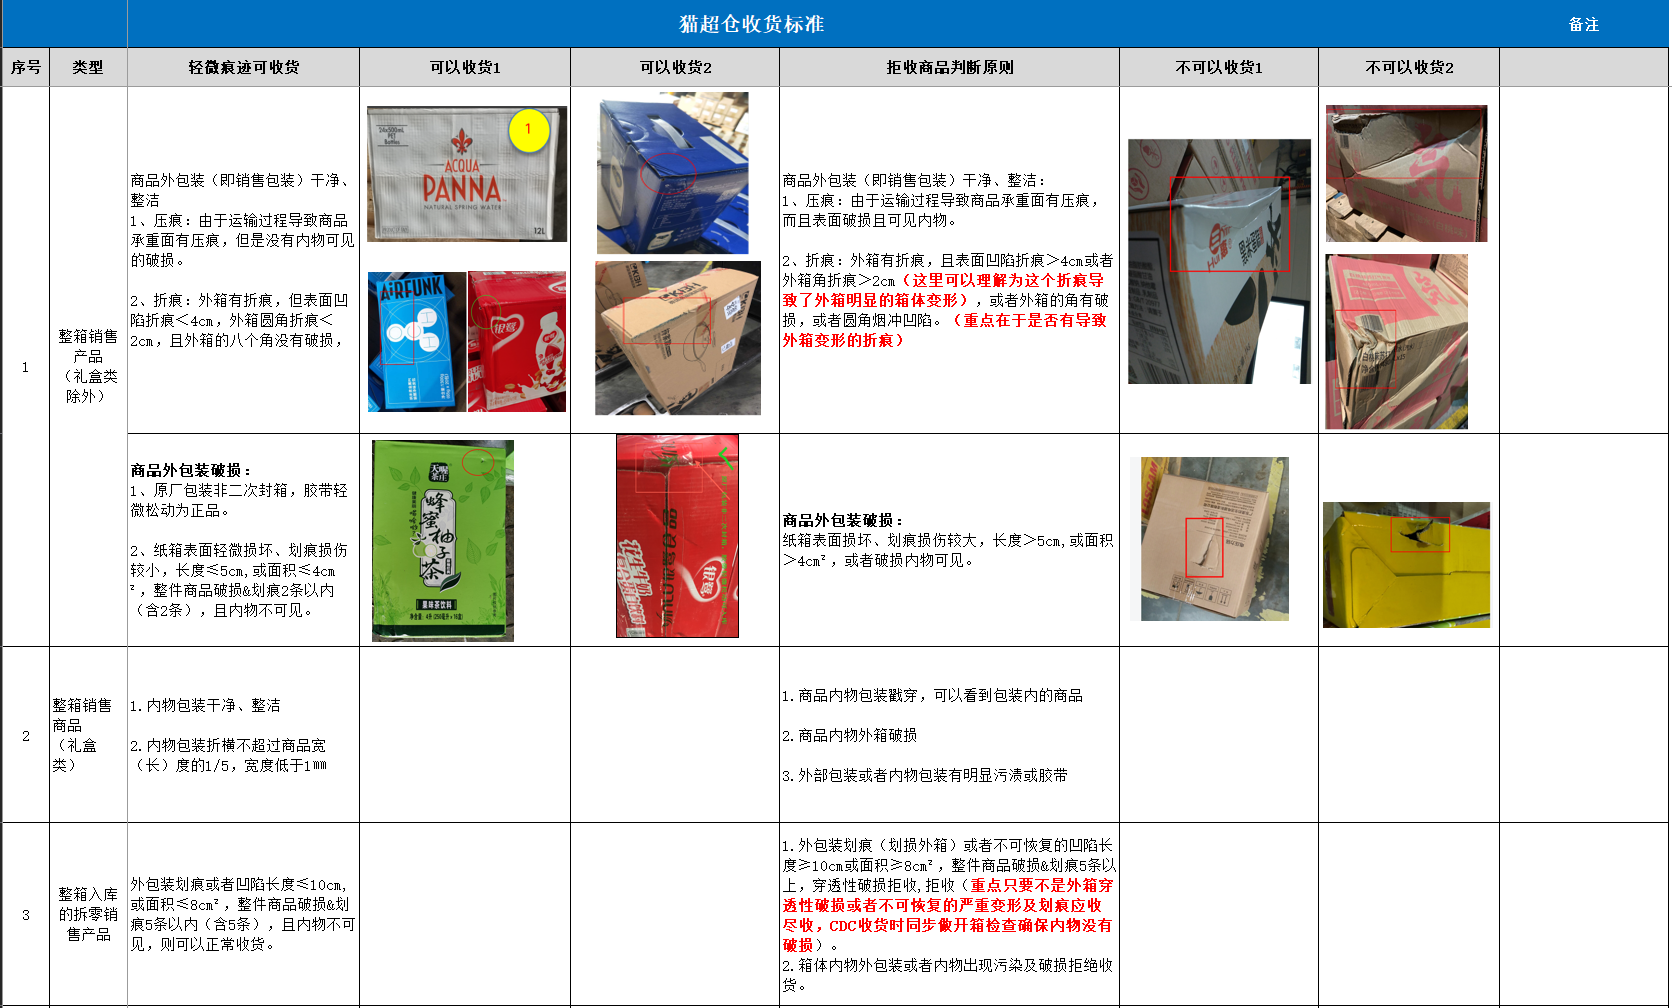 猫超仓收货标准
备注
序号
类型
轻微痕迹可收货
可以收货1
可以收货2
拒收商品判断原则
不可以收货1
不可以收货2
1
整箱销售
产品
（礼盒类
除外）
商品外包装（即销售包装）干净、
整洁
1、压痕：由于运输过程导致商品
承重面有压痕，但是没有内物可见
的破损。
2、折痕：外箱有折痕，但表面凹
陷折痕＜4cm，外箱圆角折痕＜
2cm，且外箱的八个角没有破损，
24x500mL
PET
Bottles
1
ACQUA
PANNA
NATURAL SPRING WATER
12L
AiRFUNK
银鹭
商品外包装（即销售包装）干净、整洁：
1、压痕：由于运输过程导致商品承重面有压痕，
而且表面破损且可见内物。
2、折痕：外箱有折痕，且表面凹陷折痕＞4cm或者
外箱角折痕＞2cm（这里可以理解为这个折痕导
致了外箱明显的箱体变形），或者外箱的角有破
损，或者圆角烟冲凹陷。（重点在于是否有导致
外箱变形的折痕）
商品外包装破损：
1、原厂包装非二次封箱，胶带轻
微松动为正品。
2、纸箱表面轻微损坏、划痕损伤
较小，长度≤5cm,或面积≤4cm
²，整件商品破损&划痕2条以内
（含2条），且内物不可见。
天喔
茶庄
蜂蜜柚子茶
果味茶饮料
净含量：4升(250毫升×16盒)
银鹭
商品外包装破损：
纸箱表面损坏、划痕损伤较大，长度＞5cm,或面积
＞4cm²，或者破损内物可见。
2
整箱销售
商品
（礼盒
类）
1.内物包装干净、整洁
2.内物包装折横不超过商品宽
（长）度的1/5，宽度低于1㎜
1.商品内物包装戳穿，可以看到包装内的商品
2.商品内物外箱破损
3.外部包装或者内物包装有明显污渍或胶带
3
整箱入库
的拆零销
售产品
外包装划痕或者凹陷长度≤10cm,
或面积≤8cm²，整件商品破损&划
痕5条以内（含5条），且内物不可
见，则可以正常收货。
1.外包装划痕（划损外箱）或者不可恢复的凹陷长
度≥10cm或面积≥8cm²，整件商品破损&划痕5条以
上，穿透性破损拒收,拒收（重点只要不是外箱穿
透性破损或者不可恢复的严重变形及划痕应收
尽收，CDC收货时同步做开箱检查确保内物没有
破损）。
2.箱体内物外包装或者内物出现污染及破损拒绝收
货。